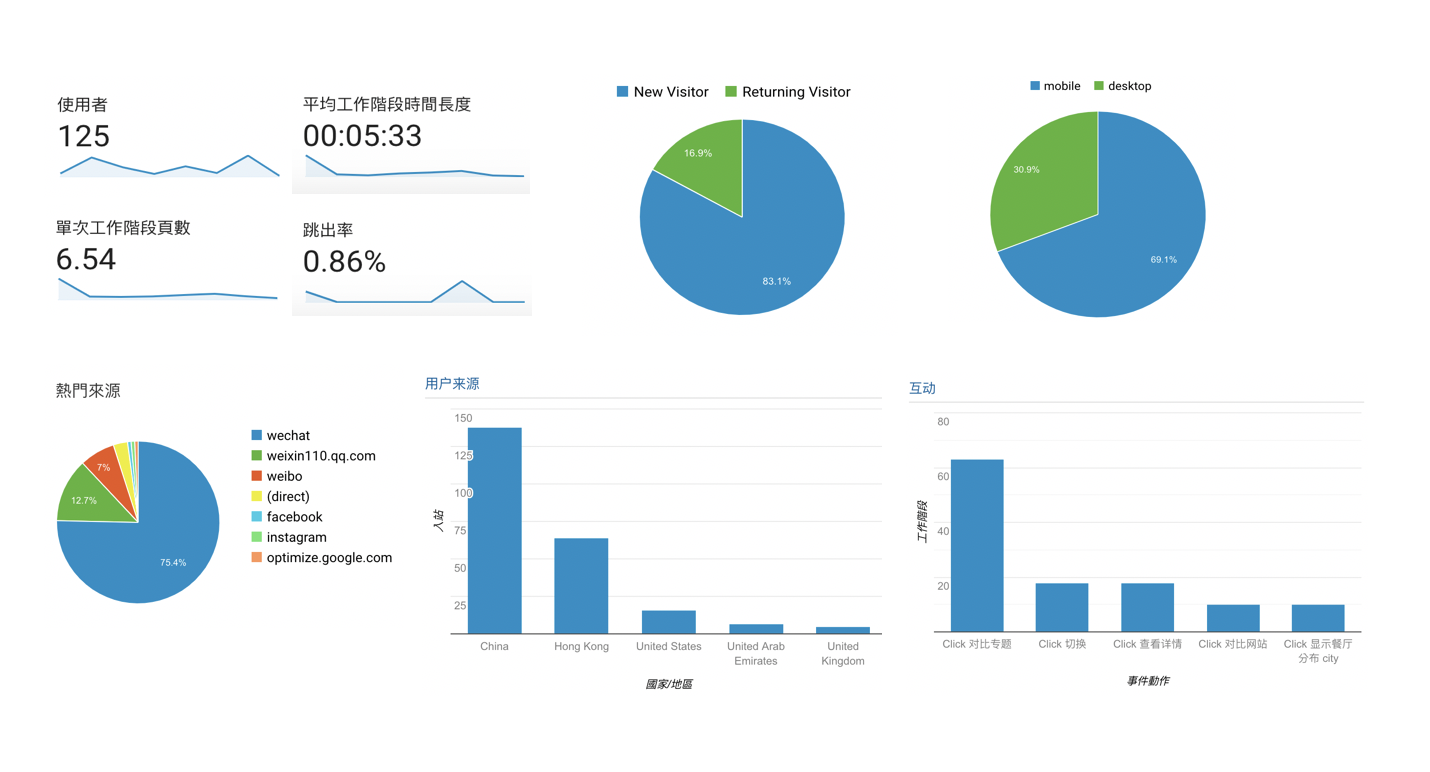 使用者
125
平均工作階段時間長度
00:05:33
單次工作階段頁數
6.54
跳出率
0.86%
New Visitor
Returning Visitor
16.9%
83.1%
mobile
desktop
30.9%
69.1%
熱門來源
wechat
weixin110.qq.com
weibo
(direct)
facebook
instagram
optimize.google.com
7%
12.7%
75.4%
用户来源
150
125
100
75
50
25
入站
China
Hong Kong
United States
United Arab
Emirates
United
Kingdom
國家/地區
互动
80
60
40
20
工作階段
Click 对比专题
Click 切换
Click 查看详情
Click 对比网站
Click 显示餐厅
分布 city
事件動作